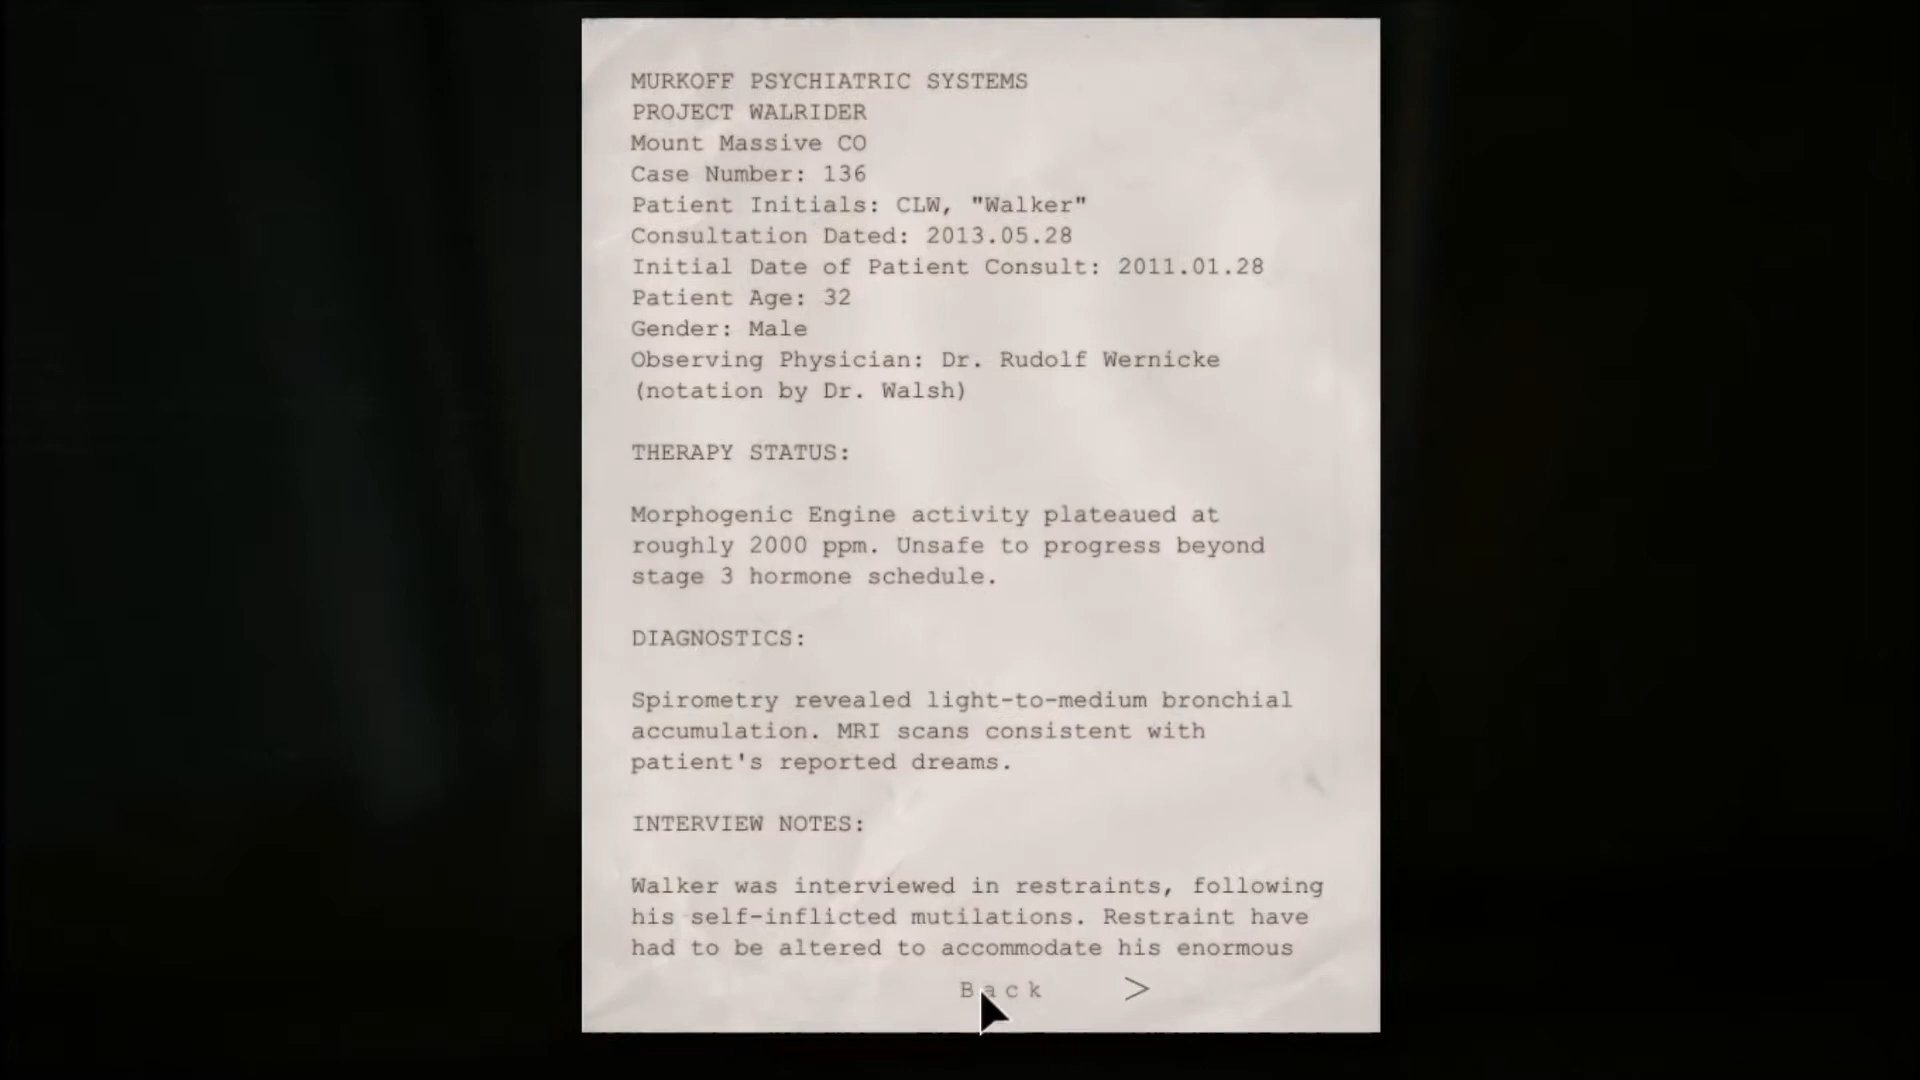 MURKOFF PSYCHIATRIC SYSTEMS
PROJECT WALRIDER
Mount Massive CO
Case Number: 136
Patient Initials: CLW, "Walker"
Consultation Dated: 2013.05.28
Initial Date of Patient Consult: 2011.01.28
Patient Age: 32
Gender: Male
Observing Physician: Dr. Rudolf Wernicke
(notation by Dr. Walsh)
THERAPY STATUS:
Morphogenic Engine activity plateaued at
roughly 2000 ppm. Unsafe to progress beyond
stage 3 hormone schedule.
DIAGNOSTICS:
Spirometry revealed light-to-medium bronchial
accumulation. MRI scans consistent with
patient's reported dreams.
INTERVIEW NOTES:
Walker was interviewed in restraints, following
his self-inflicted mutilations. Restraint have
had to be altered to accommodate his enormous
Back >